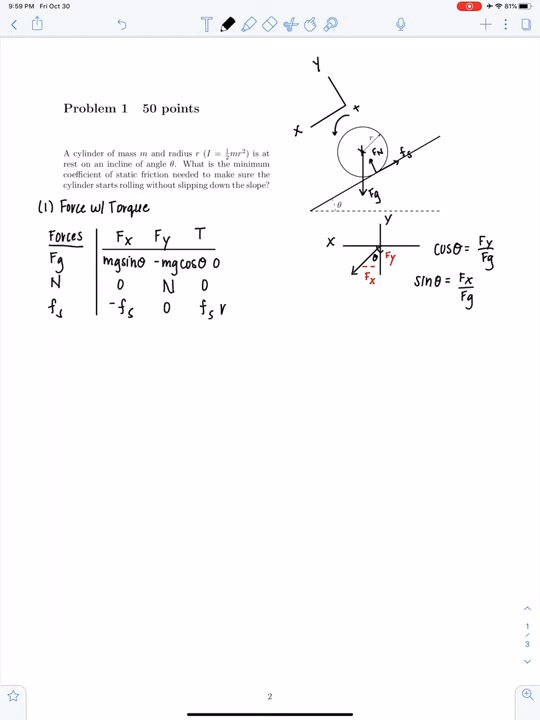 9:59 PM Fri Oct 30
81%
Problem 1 50 points
A cylinder of mass m and radius r (I = ½mr²) is at
rest on an incline of angle θ. What is the minimum
coefficient of static friction needed to make sure the
cylinder starts rolling without slipping down the slope?
Y
X
+
r
FN
fs
Fg
θ
(1) Force w/ Torque
Forces Fx Fy T
Fg mgsinθ -mgcosθ 0
N 0 N 0
fs -fs 0 fs r
Y
X
θ
Fy
Fx
cosθ = Fy/Fg
sinθ = Fx/Fg
1
/
3
2